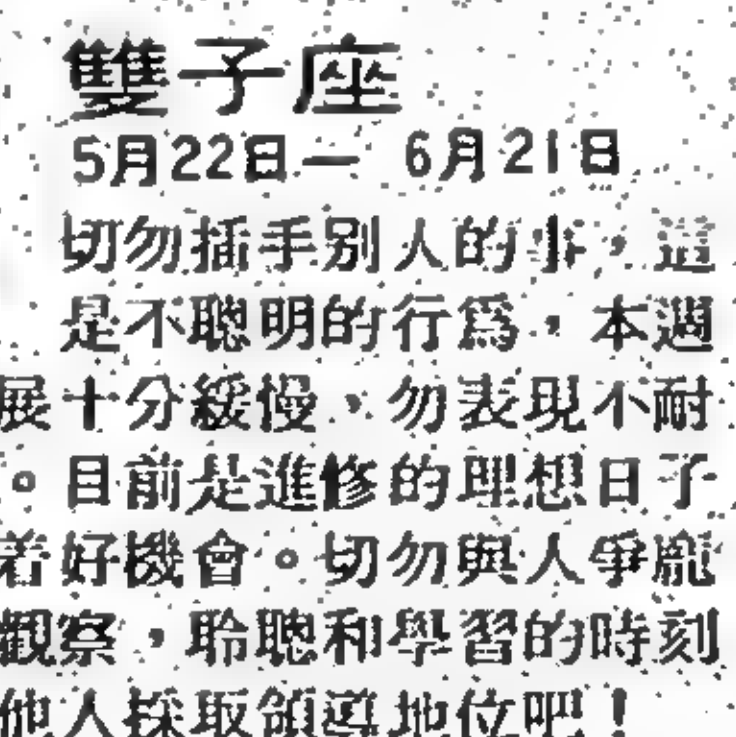 雙子座
5月22日— 6月21日
切勿插手別人的事，這
是不聰明的行為，本週
展十分緩慢，勿表現不耐
。目前是進修的理想日子
着好機會。切勿與人爭寵
觀察，聆聽和學習的時刻
他人採取領導地位吧！